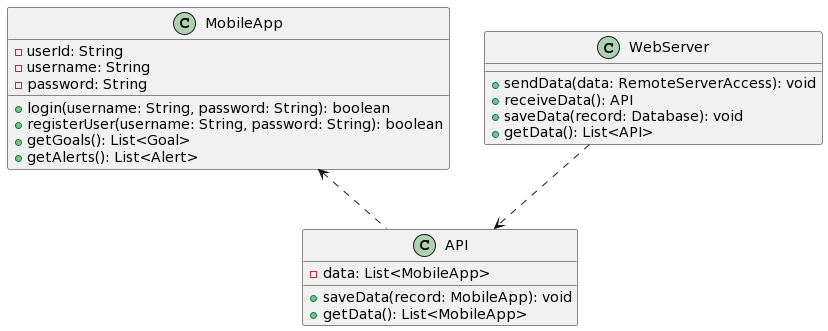 C MobileApp
userId: String
username: String
password: String
login(username: String, password: String): boolean
registerUser(username: String, password: String): boolean
getGoals(): List<Goal>
getAlerts(): List<Alert>
C WebServer
sendData(data: RemoteServerAccess): void
receiveData(): API
saveData(record: Database): void
getData(): List<API>
C API
data: List<MobileApp>
saveData(record: MobileApp): void
getData(): List<MobileApp>